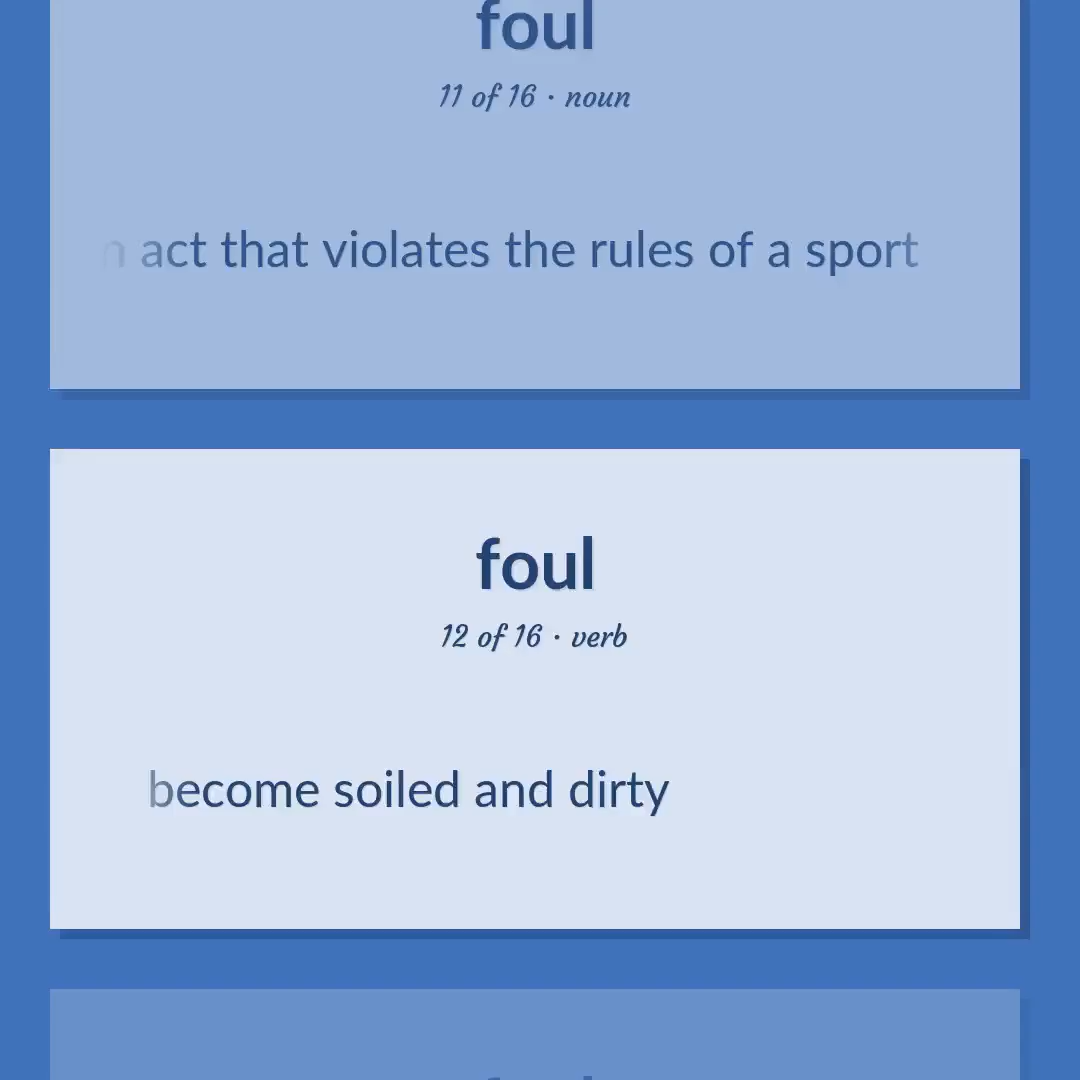 foul
11 of 16 · noun
n act that violates the rules of a sport
foul
12 of 16 · verb
become soiled and dirty